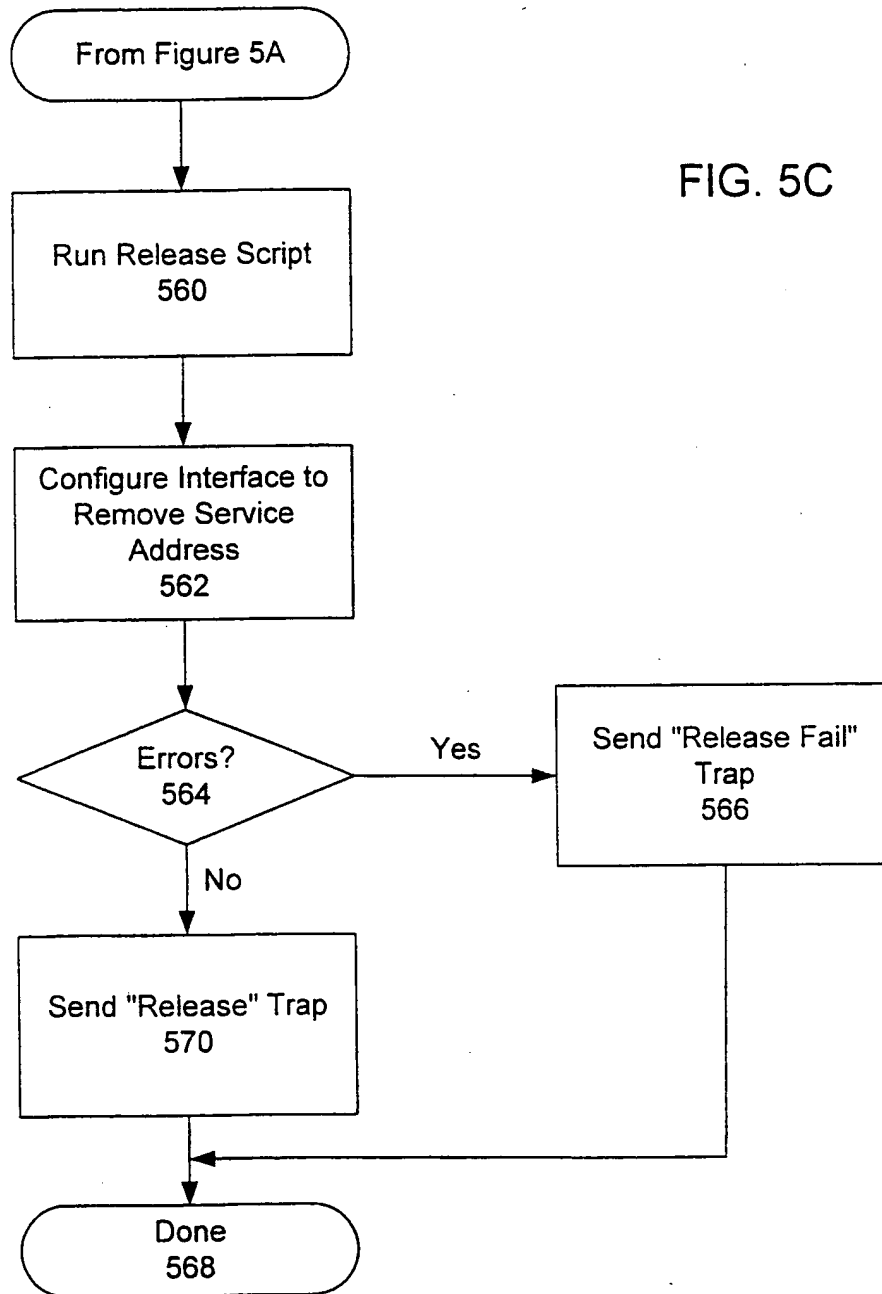 From Figure 5A
FIG. 5C
Run Release Script
560
Configure Interface to
Remove Service
Address
562
Errors?
564
Yes
Send "Release Fail"
Trap
566
No
Send "Release" Trap
570
Done
568